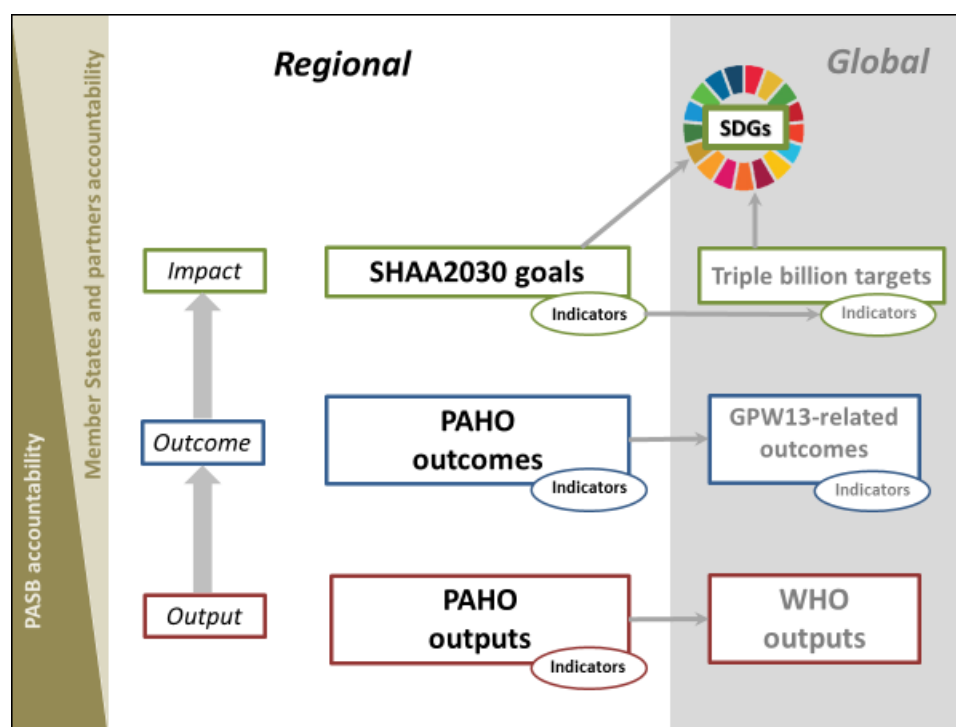 Regional
Global
SDGs
PASB accountability
Member States and partners accountability
Impact
SHAA2030 goals
Indicators
Triple billion targets
Indicators
Outcome
PAHO
outcomes
Indicators
GPW13-related
outcomes
Indicators
Output
PAHO
outputs
Indicators
WHO
outputs